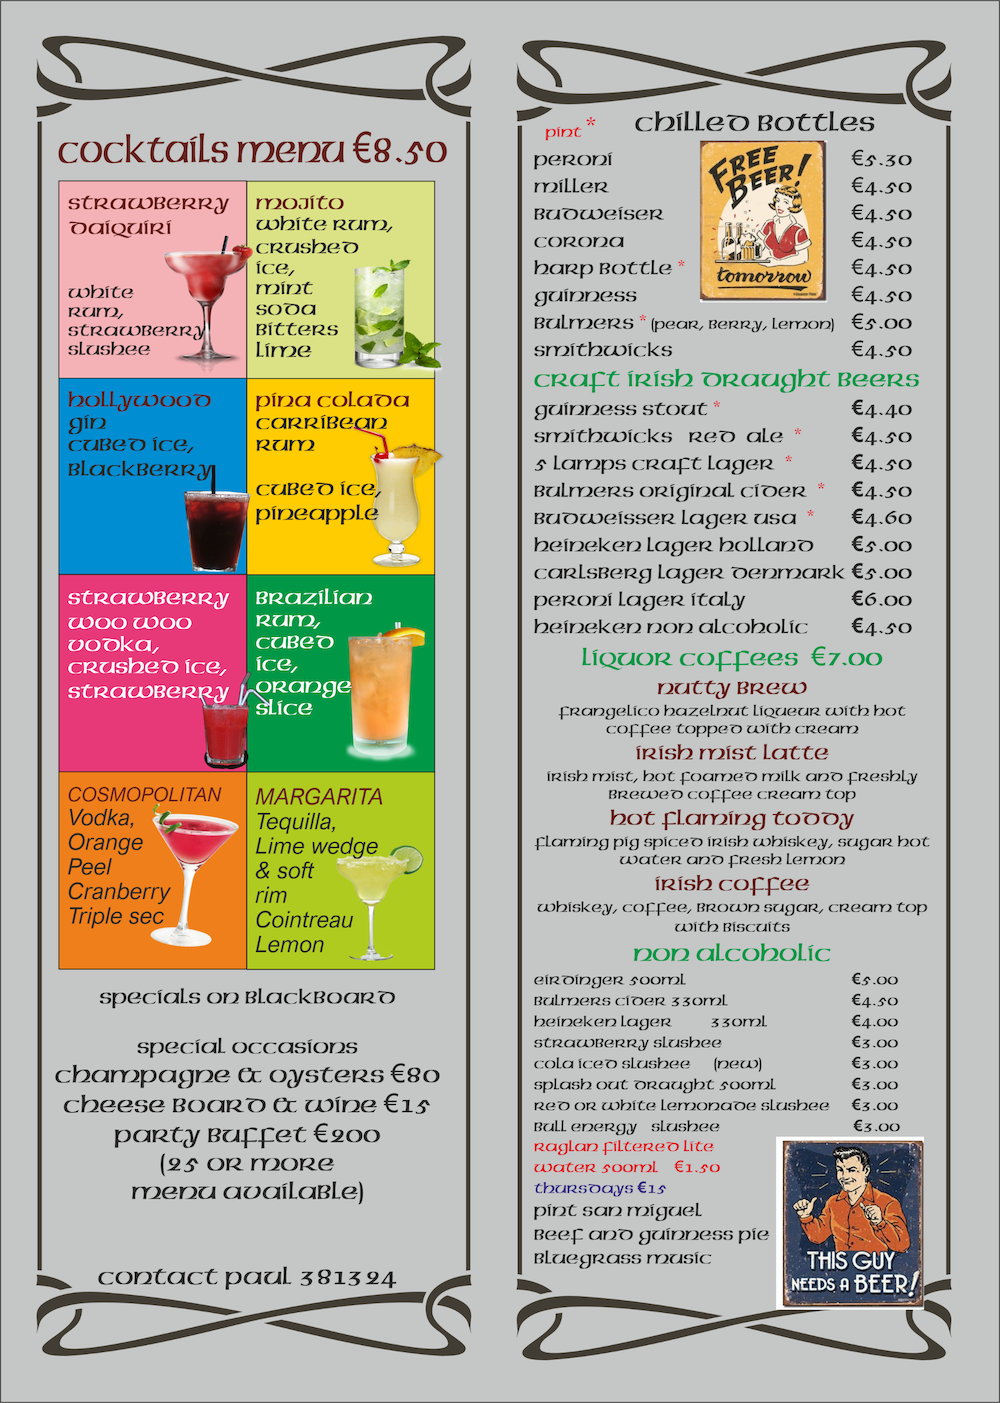 cocktails menu €8.50
strawberry
daiquiri
white
rum,
strawberry
slushee
mojito
white rum,
crushed
ice,
mint
soda
bitters
lime
hollywood
gin
cubed ice,
blackberry
pina colada
carribean
rum
cubed ice,
pineapple
strawberry
woo woo
vodka,
crushed ice,
strawberry
brazilian
rum,
cubed
ice,
orange
slice
COSMOPOLITAN
Vodka,
Orange
Peel
Cranberry
Triple sec
MARGARITA
Tequilla,
Lime wedge
& soft
rim
Cointreau
Lemon
specials on blackboard
special occasions
champagne & oysters €80
cheese board & wine €15
party buffet €200
(25 or more
menu available)
contact paul 381324
pint * chilled bottles
peroni €5.30
miller €4.50
budweiser €4.50
corona €4.50
harp bottle * €4.50
guinness €4.50
bulmers * (pear, berry, lemon) €5.00
smithwicks €4.50
FREE
BEER!
tomorrow
craft irish draught beers
guinness stout * €4.40
smithwicks red ale * €4.50
5 lamps craft lager * €4.50
bulmers original cider * €4.50
budweisser lager usa * €4.60
heineken lager holland €5.00
carlsberg lager denmark €5.00
peroni lager italy €6.00
heineken non alcoholic €4.50
liquor coffees €7.00
nutty brew
frangelico hazelnut liqueur with hot
coffee topped with cream
irish mist latte
irish mist, hot foamed milk and freshly
brewed coffee cream top
hot flaming toddy
flaming pig spiced irish whiskey, sugar hot
water and fresh lemon
irish coffee
whiskey, coffee, brown sugar, cream top
with biscuits
non alcoholic
eirdinger 500ml €5.00
bulmers cider 330ml €4.50
heineken lager 330ml €4.00
strawberry slushee €3.00
cola iced slushee (new) €3.00
splash out draught 500ml €3.00
red or white lemonade slushee €3.00
bull energy slushee €3.00
raglan filtered lite
water 500ml €1.50
thursdays €15
pint san miguel
beef and guinness pie
bluegrass music
THIS GUY
NEEDS A BEER!